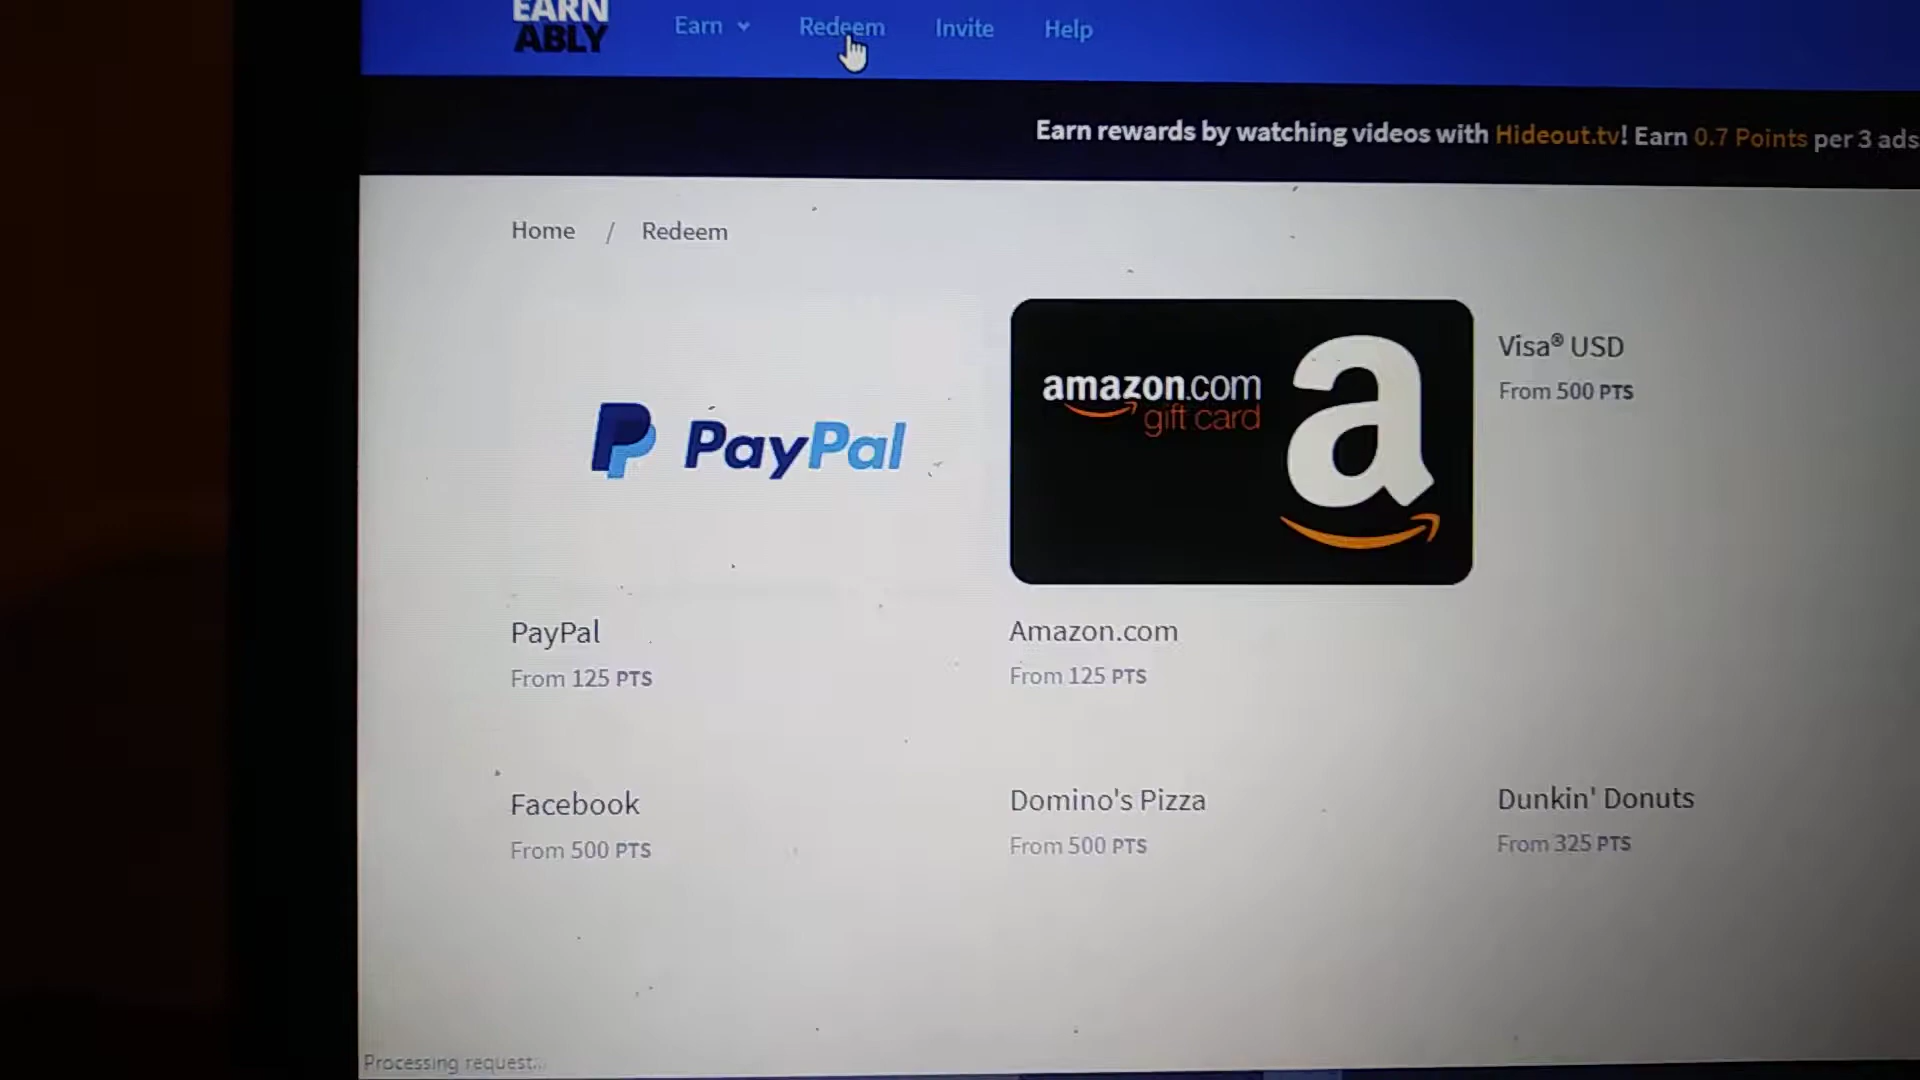 EARN
ABLY
Earn
Redeem
Invite
Help
Earn rewards by watching videos with Hideout.tv! Earn 0.7 Points per 3 ads
Home / Redeem
PayPal
amazon.com
gift card
a
Visa® USD
From 500 PTS
PayPal
From 125 PTS
Amazon.com
From 125 PTS
Facebook
From 500 PTS
Domino's Pizza
From 500 PTS
Dunkin' Donuts
From 325 PTS
Processing request...